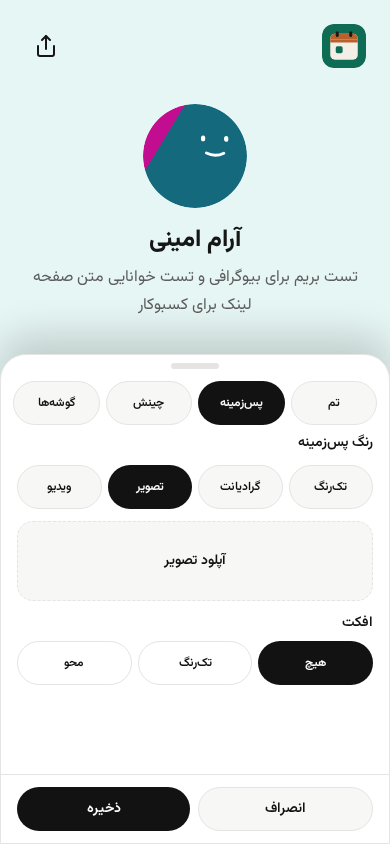 آرام امینی
تست بریم برای بیوگرافی و تست خوانایی متن صفحه
لینک برای کسبوکار
تم
پس‌زمینه
چینش
گوشه‌ها
رنگ پس‌زمینه
تک‌رنگ
گرادیانت
تصویر
ویدیو
آپلود تصویر
افکت
هیچ
تک‌رنگ
محو
انصراف
ذخیره